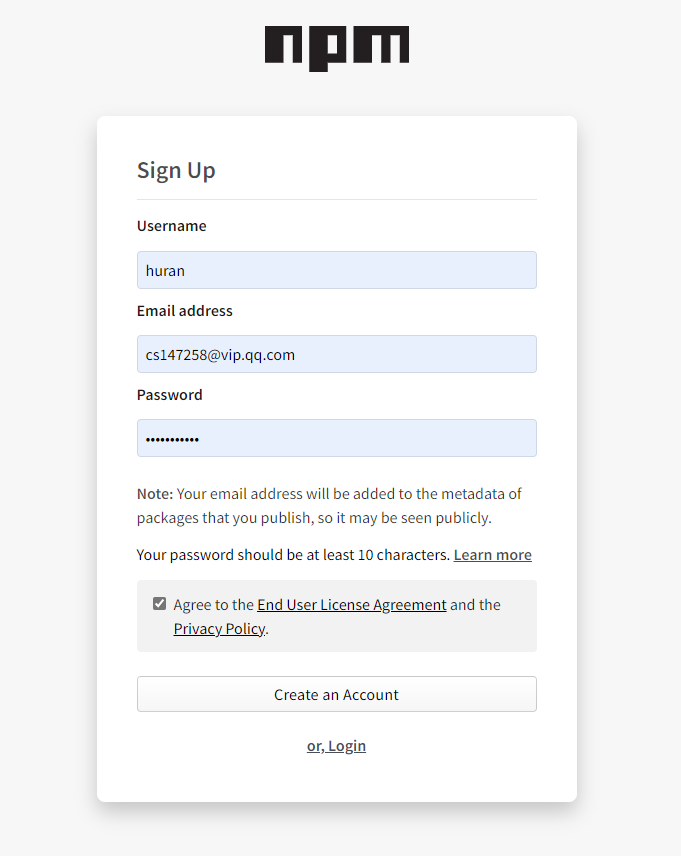 npm
Sign Up
Username
huran
Email address
cs147258@vip.qq.com
Password
•••••••••••
Note: Your email address will be added to the metadata of
packages that you publish, so it may be seen publicly.
Your password should be at least 10 characters. Learn more
Agree to the End User License Agreement and the
Privacy Policy.
Create an Account
or, Login